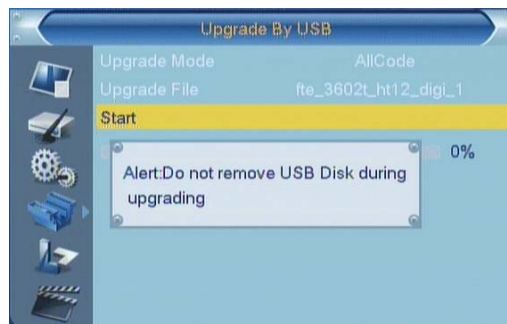 Upgrade By USB
Upgrade Mode AllCode
Upgrade File fte_3602t_ht12_digi_1
Start
0%
Alert:Do not remove USB Disk during
upgrading